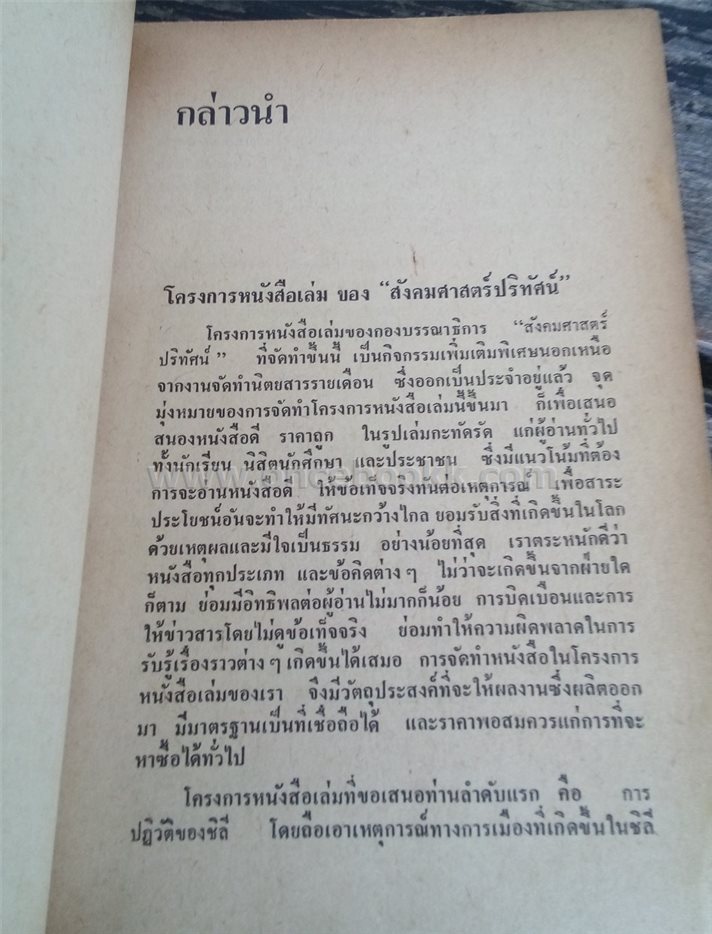 กล่าวนำ
โครงการหนังสือเล่ม ของ “สังคมศาสตร์ปริทัศน์”
โครงการหนังสือเล่มของกองบรรณาธิการ “สังคมศาสตร์
ปริทัศน์” ที่จัดทำขึ้นนี้ เป็นกิจกรรมเพิ่มเติมพิเศษนอกเหนือ
จากงานจัดทำนิตยสารรายเดือน ซึ่งออกเป็นประจำอยู่แล้ว จุด
มุ่งหมายของการจัดทำโครงการหนังสือเล่มนี้ขึ้นมา ก็เพื่อเสนอ
สนองหนังสือดี ราคาถูก ในรูปเล่มกะทัดรัด แก่ผู้อ่านทั่วไป
ทั้งนักเรียน นิสิตนักศึกษา และประชาชน ซึ่งมีแนวโน้มที่ต้อง
การจะอ่านหนังสือดี ให้ข้อเท็จจริงทันต่อเหตุการณ์ เพื่อสาระ
ประโยชน์อันจะทำให้มีทัศนะกว้างไกล ยอมรับสิ่งที่เกิดขึ้นในโลก
ด้วยเหตุผลและมีใจเป็นธรรม อย่างน้อยที่สุด เราตระหนักดีว่า
หนังสือทุกประเภท และข้อคิดต่าง ๆ ไม่ว่าจะเกิดขึ้นจากฝ่ายใด
ก็ตาม ย่อมมีอิทธิพลต่อผู้อ่านไม่มากก็น้อย การบิดเบือนและการ
ให้ข่าวสารโดยไม่ดูข้อเท็จจริง ย่อมทำให้ความผิดพลาดในการ
รับรู้เรื่องราวต่าง ๆ เกิดขึ้นได้เสมอ การจัดทำหนังสือในโครงการ
หนังสือเล่มของเรา จึงมีวัตถุประสงค์ที่จะให้ผลงานซึ่งผลิตออก
มา มีมาตรฐานเป็นที่เชื่อถือได้ และราคาพอสมควรแก่การที่จะ
หาซื้อได้ทั่วไป
โครงการหนังสือเล่มที่ขอเสนอท่านลำดับแรก คือ การ
ปฏิวัติของชิลี โดยถือเอาเหตุการณ์ทางการเมืองที่เกิดขึ้นในชิลี